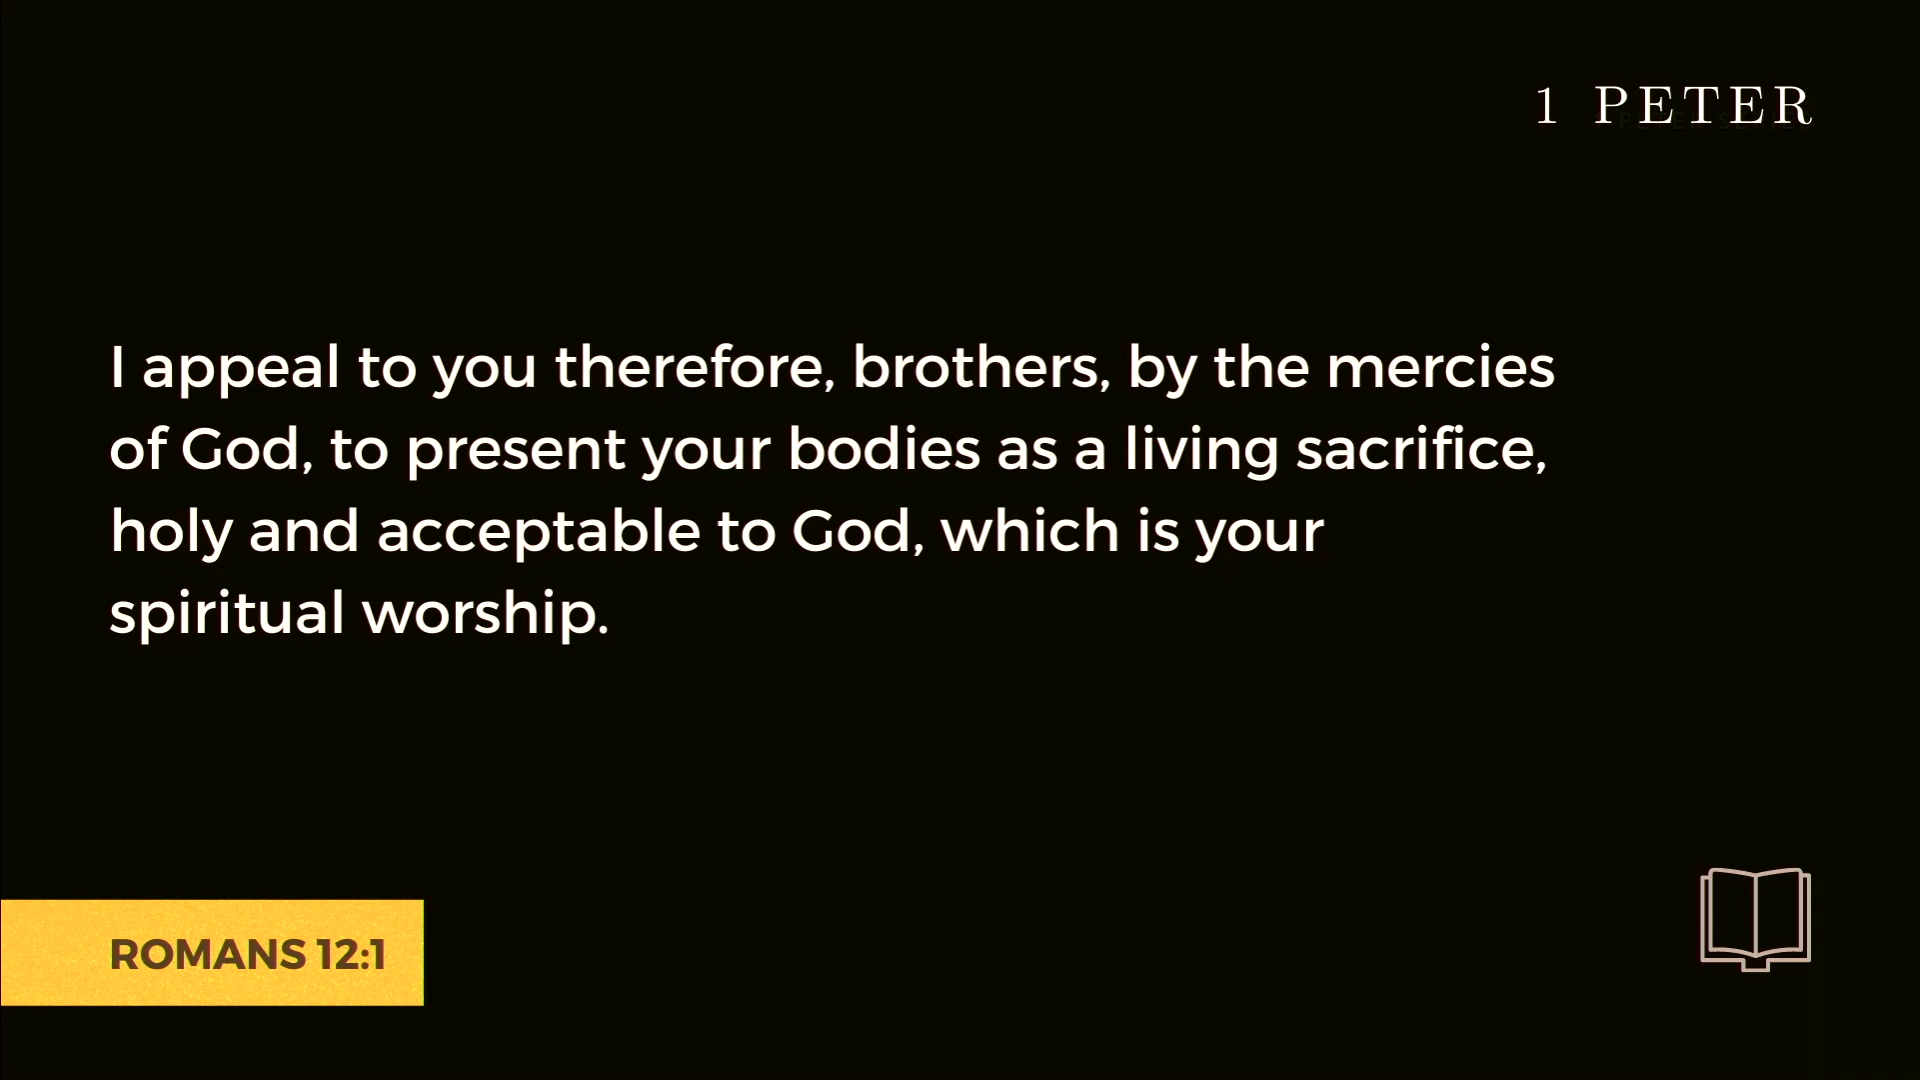 1 PETER
I appeal to you therefore, brothers, by the mercies
of God, to present your bodies as a living sacrifice,
holy and acceptable to God, which is your
spiritual worship.
ROMANS 12:1